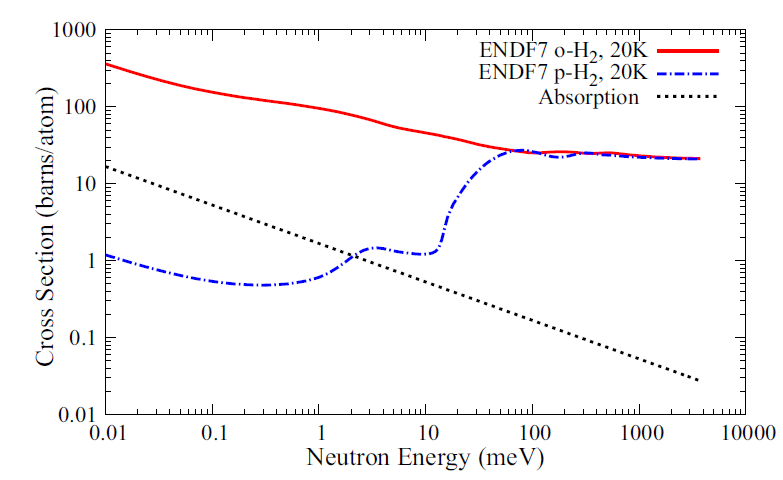 1000
100
10
1
0.1
0.01
Cross Section (barns/atom)
ENDF7 o-H2, 20K
ENDF7 p-H2, 20K
Absorption
0.01 0.1 1 10 100 1000 10000
Neutron Energy (meV)